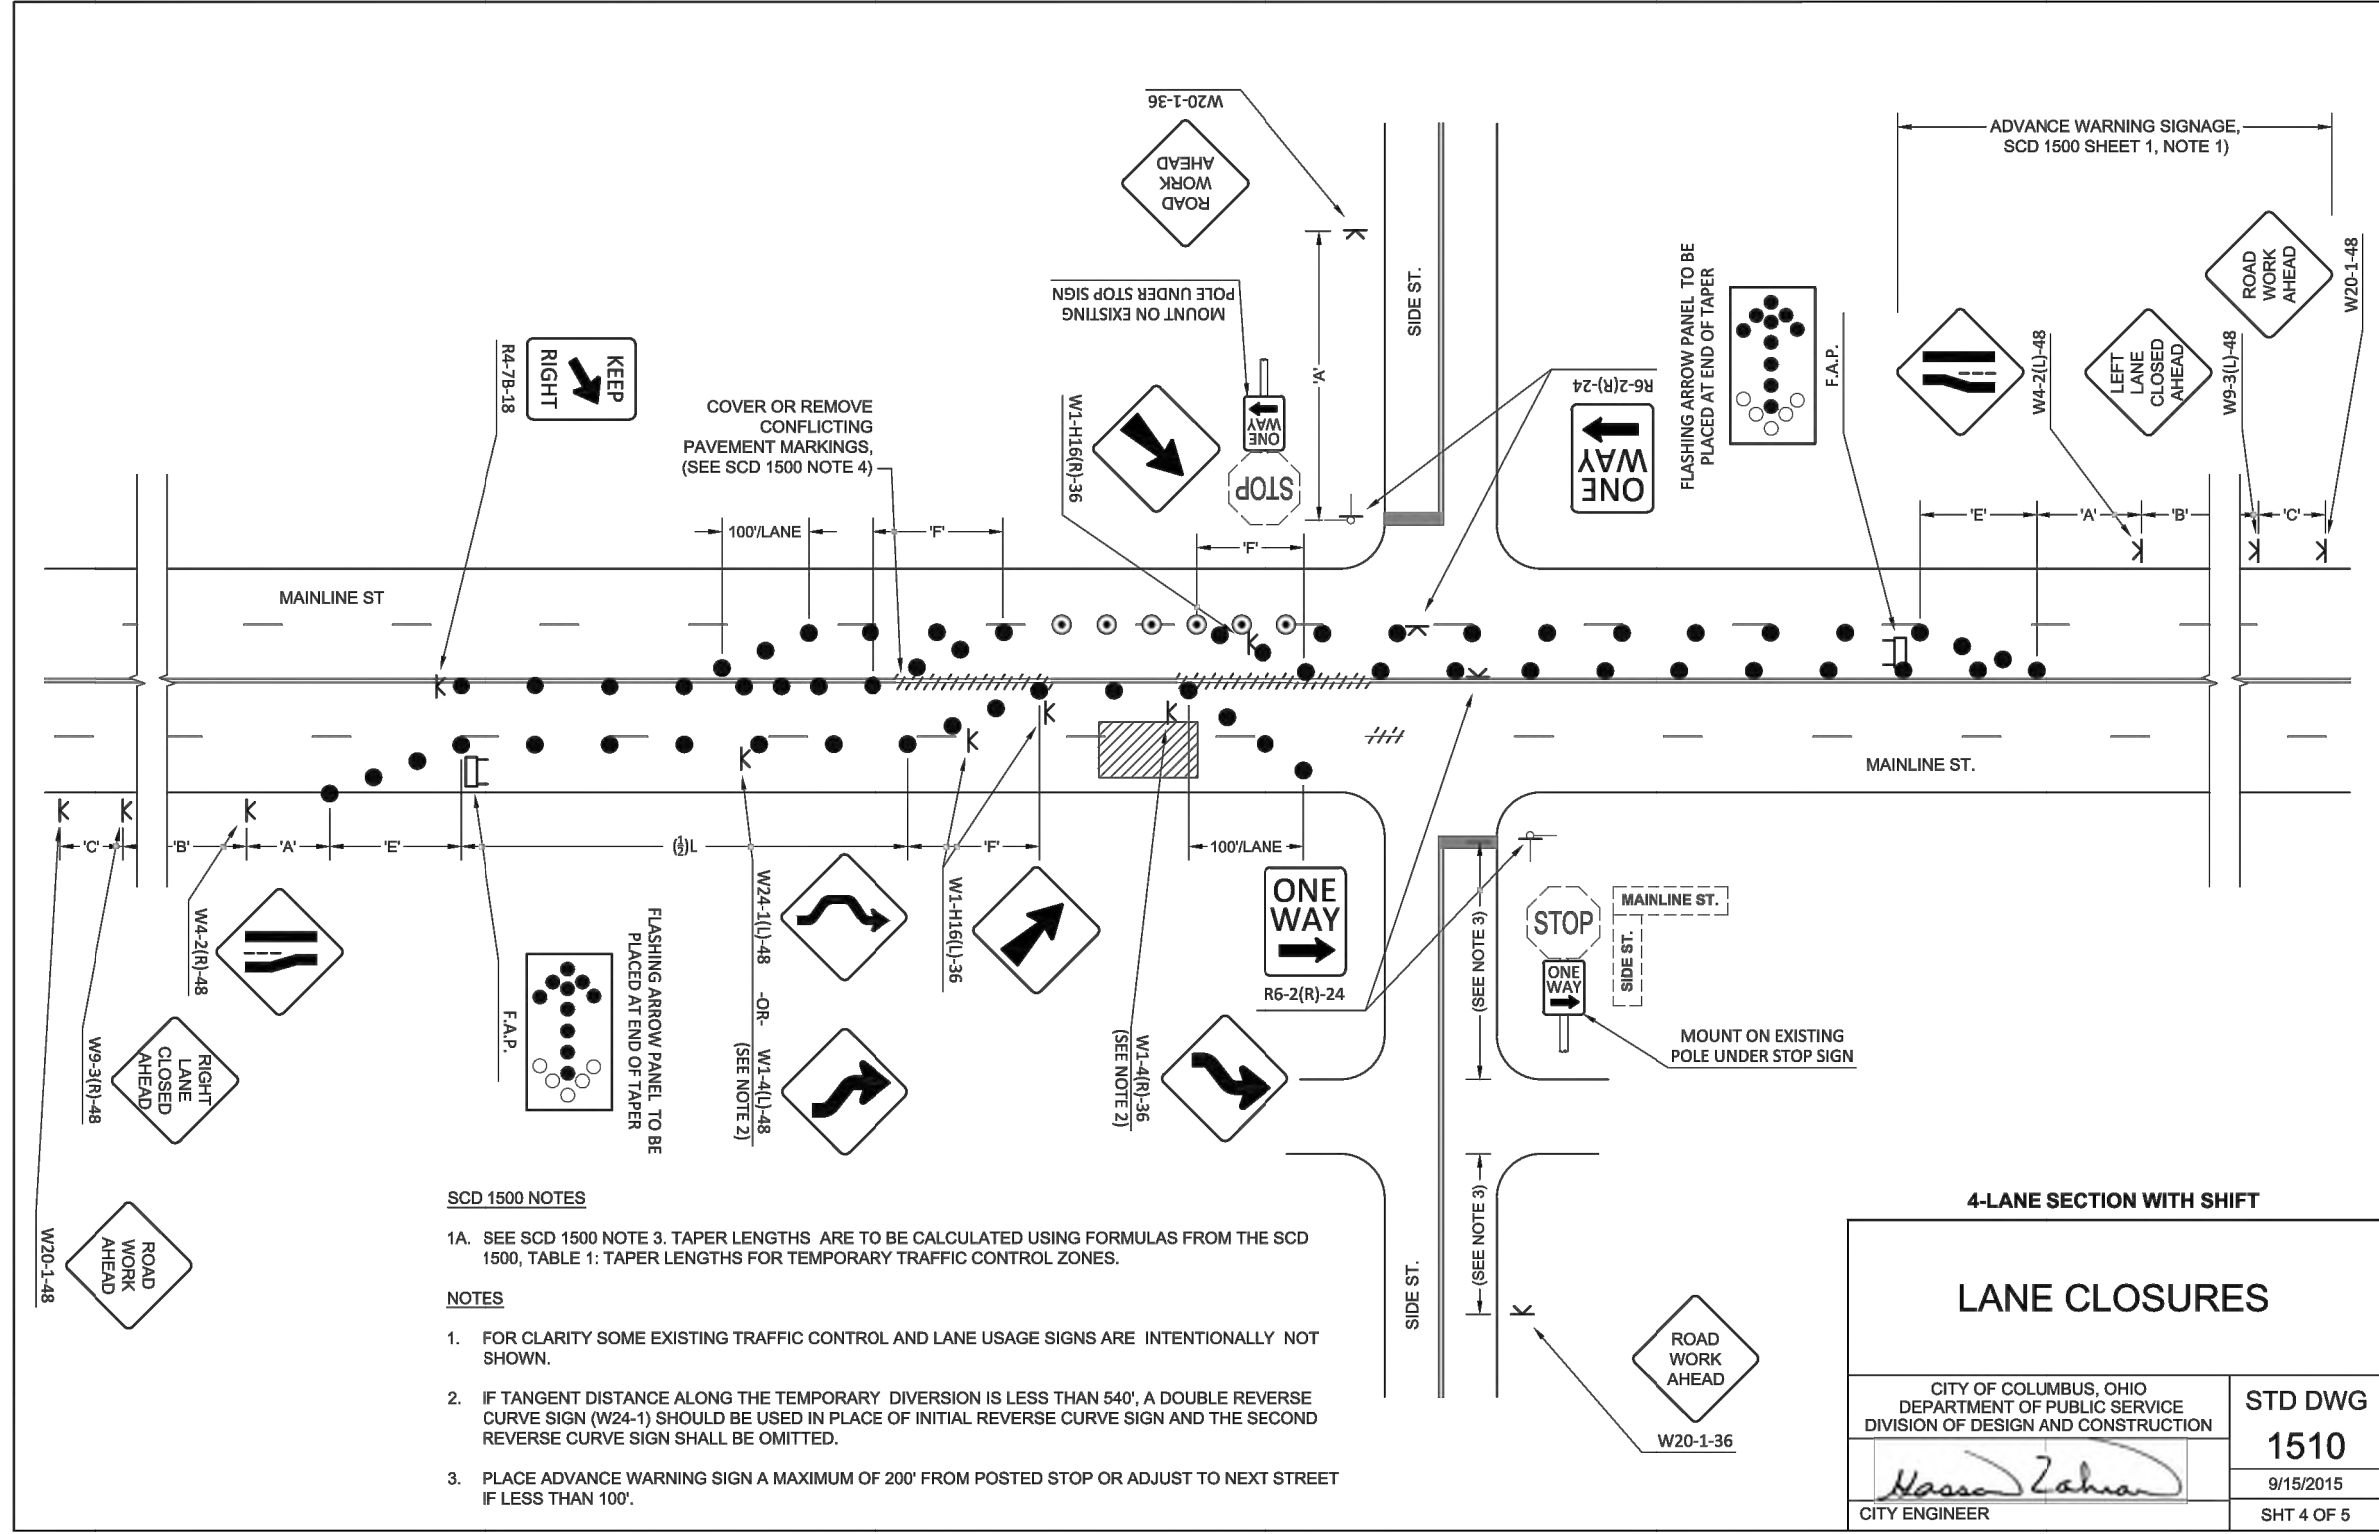 W20-1-36
ROAD
WORK
AHEAD
ADVANCE WARNING SIGNAGE,
SCD 1500 SHEET 1, NOTE 1)
ROAD
WORK
AHEAD
W20-1-48
LEFT
LANE
CLOSED
AHEAD
W9-3(L)-48
W4-2(L)-48
F.A.P.
FLASHING ARROW PANEL TO BE
PLACED AT END OF TAPER
SIDE ST.
'A'
MOUNT ON EXISTING
POLE UNDER STOP SIGN
ONE
WAY
STOP
R6-2(R)-24
ONE
WAY
W1-H16(R)-36
R4-7B-18
KEEP
RIGHT
COVER OR REMOVE
CONFLICTING
PAVEMENT MARKINGS,
(SEE SCD 1500 NOTE 4)
100'/LANE
'F'
'F'
'E'
'A'
'B'
'C'
MAINLINE ST
MAINLINE ST.
'C'
'B'
'A'
'E'
(½)L
'F'
100'/LANE
W4-2(R)-48
W9-3(R)-48
RIGHT
LANE
CLOSED
AHEAD
W20-1-48
ROAD
WORK
AHEAD
F.A.P.
FLASHING ARROW PANEL TO BE
PLACED AT END OF TAPER
W24-1(L)-48 -OR- W1-4(L)-48
(SEE NOTE 2)
W1-H16(L)-36
W1-4(R)-36
(SEE NOTE 2)
ONE
WAY
R6-2(R)-24
(SEE NOTE 3)
STOP
ONE
WAY
MAINLINE ST.
SIDE ST.
MOUNT ON EXISTING
POLE UNDER STOP SIGN
(SEE NOTE 3)
SIDE ST.
ROAD
WORK
AHEAD
W20-1-36
SCD 1500 NOTES
1A. SEE SCD 1500 NOTE 3. TAPER LENGTHS ARE TO BE CALCULATED USING FORMULAS FROM THE SCD
1500, TABLE 1: TAPER LENGTHS FOR TEMPORARY TRAFFIC CONTROL ZONES.
NOTES
1. FOR CLARITY SOME EXISTING TRAFFIC CONTROL AND LANE USAGE SIGNS ARE INTENTIONALLY NOT
SHOWN.
2. IF TANGENT DISTANCE ALONG THE TEMPORARY DIVERSION IS LESS THAN 540', A DOUBLE REVERSE
CURVE SIGN (W24-1) SHOULD BE USED IN PLACE OF INITIAL REVERSE CURVE SIGN AND THE SECOND
REVERSE CURVE SIGN SHALL BE OMITTED.
3. PLACE ADVANCE WARNING SIGN A MAXIMUM OF 200' FROM POSTED STOP OR ADJUST TO NEXT STREET
IF LESS THAN 100'.
4-LANE SECTION WITH SHIFT
LANE CLOSURES
CITY OF COLUMBUS, OHIO
DEPARTMENT OF PUBLIC SERVICE
DIVISION OF DESIGN AND CONSTRUCTION
STD DWG
1510
9/15/2015
CITY ENGINEER
SHT 4 OF 5